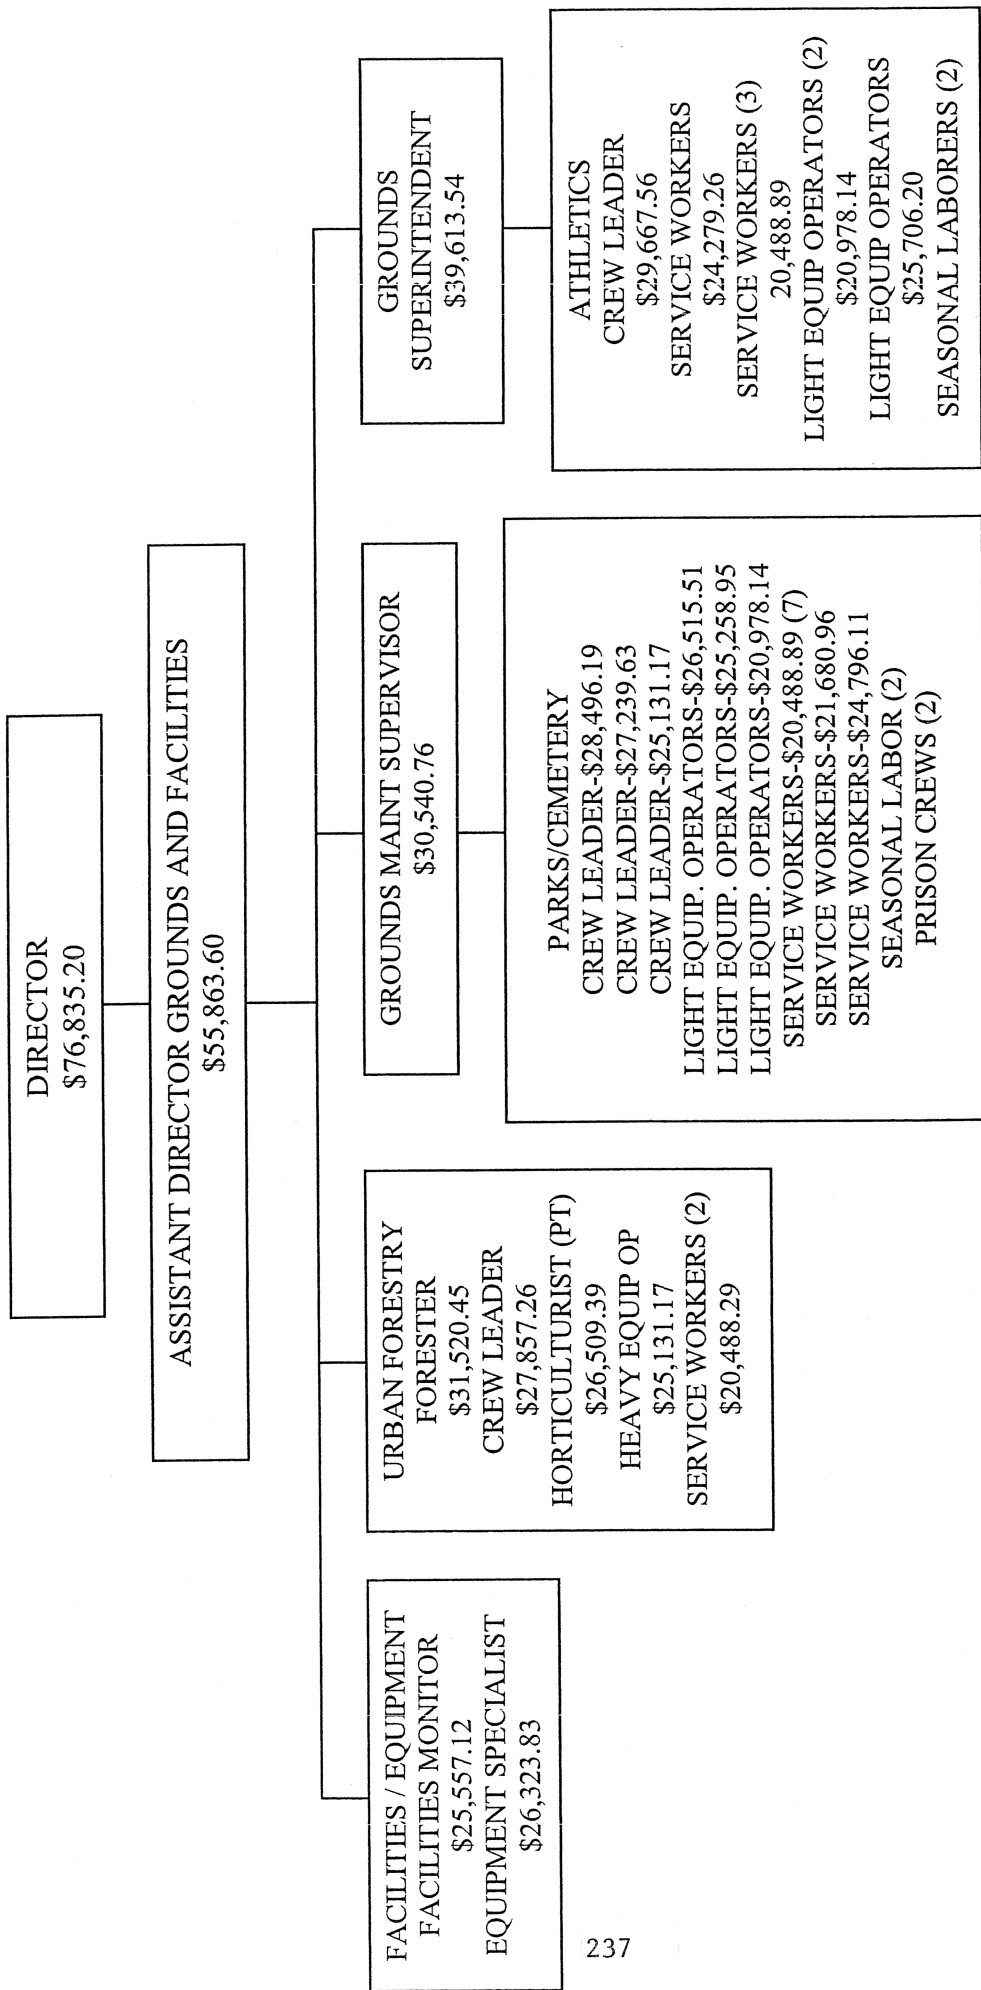 DIRECTOR
$76,835.20
ASSISTANT DIRECTOR GROUNDS AND FACILITIES
$55,863.60
FACILITIES / EQUIPMENT
FACILITIES MONITOR
$25,557.12
EQUIPMENT SPECIALIST
$26,323.83
URBAN FORESTRY
FORESTER
$31,520.45
CREW LEADER
$27,857.26
HORTICULTURIST (PT)
$26,509.39
HEAVY EQUIP OP
$25,131.17
SERVICE WORKERS (2)
$20,488.29
GROUNDS MAINT SUPERVISOR
$30,540.76
PARKS/CEMETERY
CREW LEADER-$28,496.19
CREW LEADER-$27,239.63
CREW LEADER-$25,131.17
LIGHT EQUIP. OPERATORS-$26,515.51
LIGHT EQUIP. OPERATORS-$25,258.95
LIGHT EQUIP. OPERATORS-$20,978.14
SERVICE WORKERS-$20,488.89 (7)
SERVICE WORKERS-$21,680.96
SERVICE WORKERS-$24,796.11
SEASONAL LABOR (2)
PRISON CREWS (2)
GROUNDS
SUPERINTENDENT
$39,613.54
ATHLETICS
CREW LEADER
$29,667.56
SERVICE WORKERS
$24,279.26
SERVICE WORKERS (3)
20,488.89
LIGHT EQUIP OPERATORS (2)
$20,978.14
LIGHT EQUIP OPERATORS
$25,706.20
SEASONAL LABORERS (2)
237